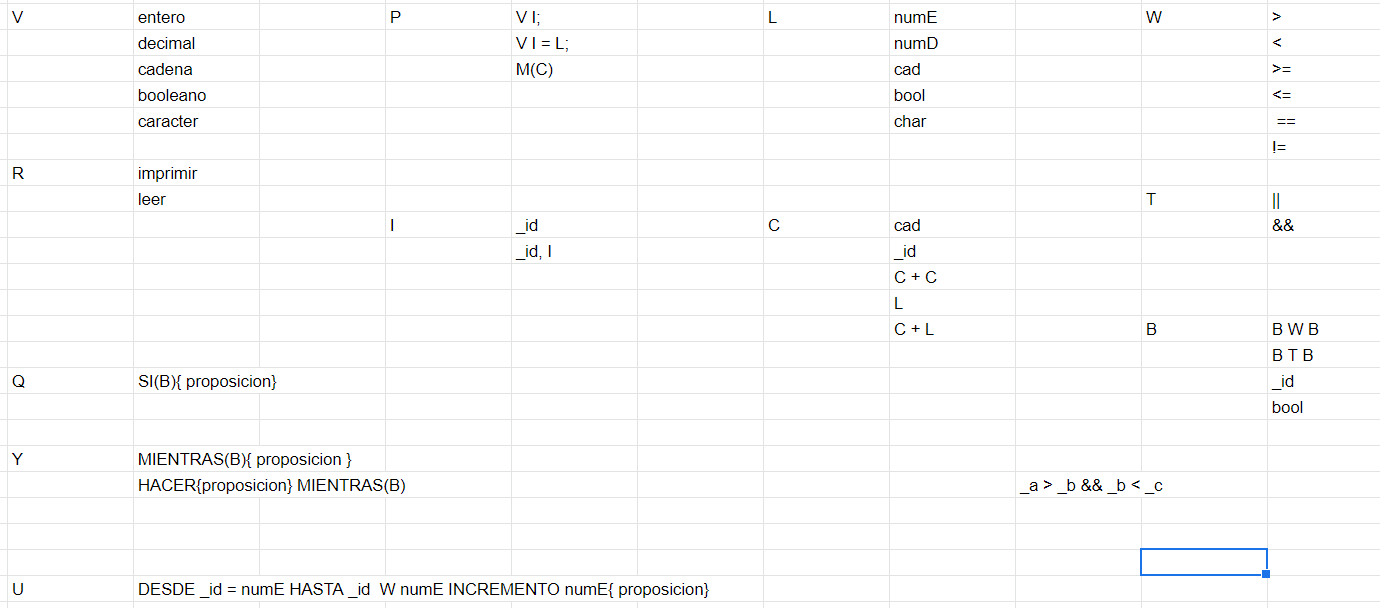 V entero P V I; L numE W >
decimal V I = L; numD <
cadena M(C) cad >=
booleano bool <=
caracter char ==
!=
R imprimir
leer T ||
I _id C cad &&
_id, I _id
C + C
L
C + L B B W B
B T B
Q SI(B){ proposicion} _id
bool
Y MIENTRAS(B){ proposicion }
HACER{proposicion} MIENTRAS(B) _a > _b && _b < _c
U DESDE _id = numE HASTA _id W numE INCREMENTO numE{ proposicion}